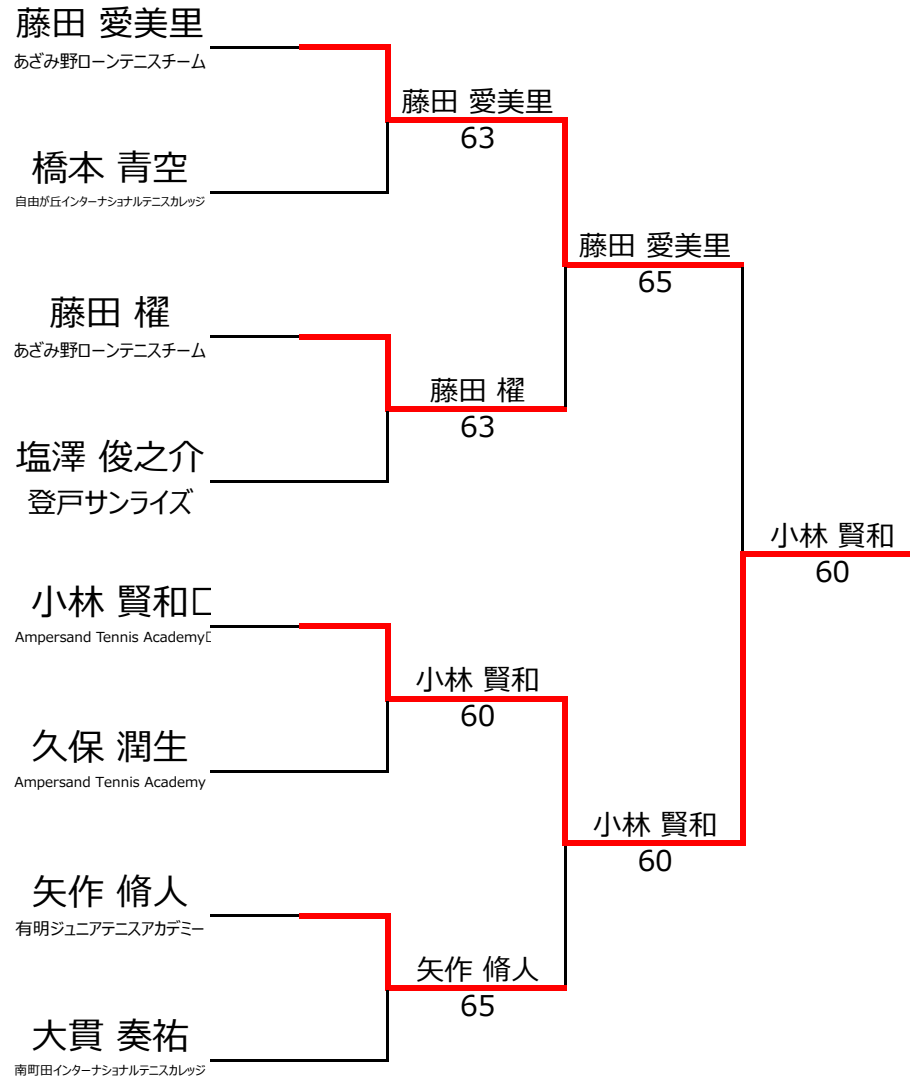 藤田 愛美里
あざみ野ローンテニスチーム
藤田 愛美里
63
橋本 青空
自由が丘インターナショナルテニスカレッジ
藤田 愛美里
65
藤田 櫂
あざみ野ローンテニスチーム
藤田 櫂
63
塩澤 俊之介
登戸サンライズ
小林 賢和
60
小林 賢和
Ampersand Tennis Academy
小林 賢和
60
久保 潤生
Ampersand Tennis Academy
小林 賢和
60
矢作 脩人
有明ジュニアテニスアカデミー
矢作 脩人
65
大貫 奏祐
南町田インターナショナルテニスカレッジ